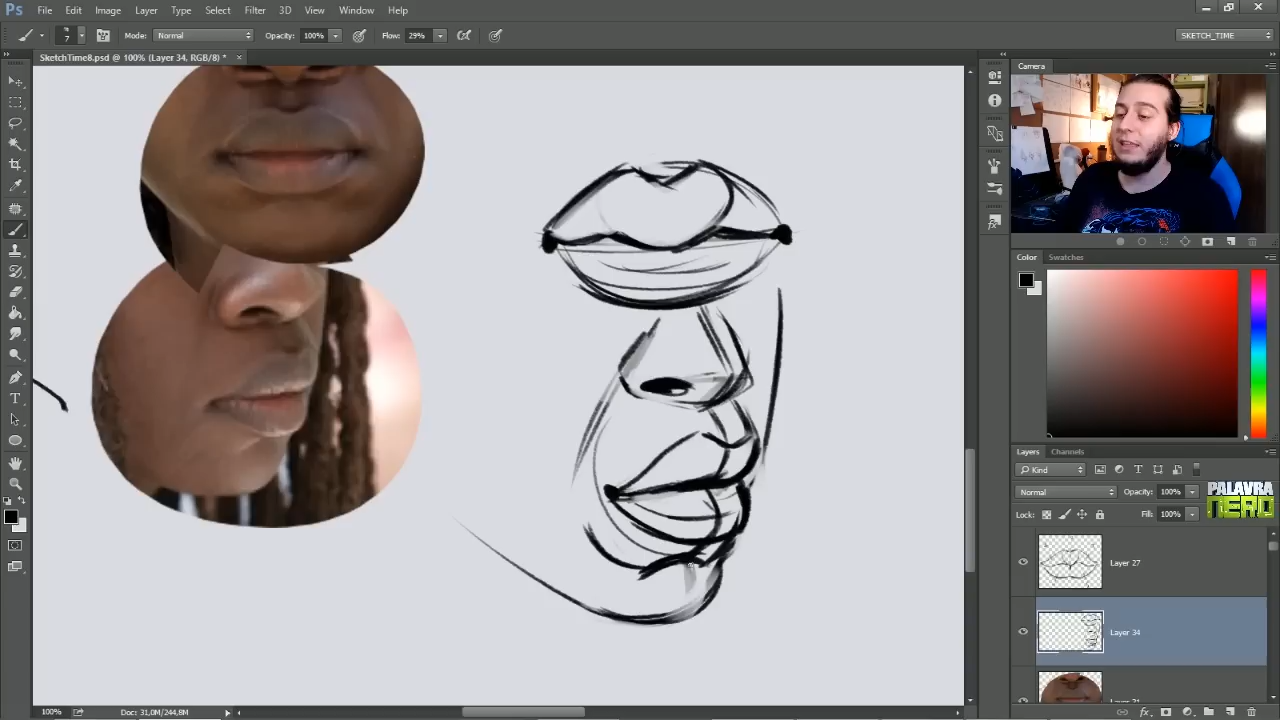 Ps File Edit Image Layer Type Select Filter 3D View Window Help
7 Mode: Normal Opacity: 100% Flow: 29% SKETCH_TIME
SketchTime8.psd @ 100% (Layer 34, RGB/8) * ×
Camera
Color Swatches
Layers Channels
Kind
Normal Opacity: 100%
Lock: Fill: 100%
PALAVRA
NERD
Layer 27
Layer 34
100% Doc: 31,0M/244,8M